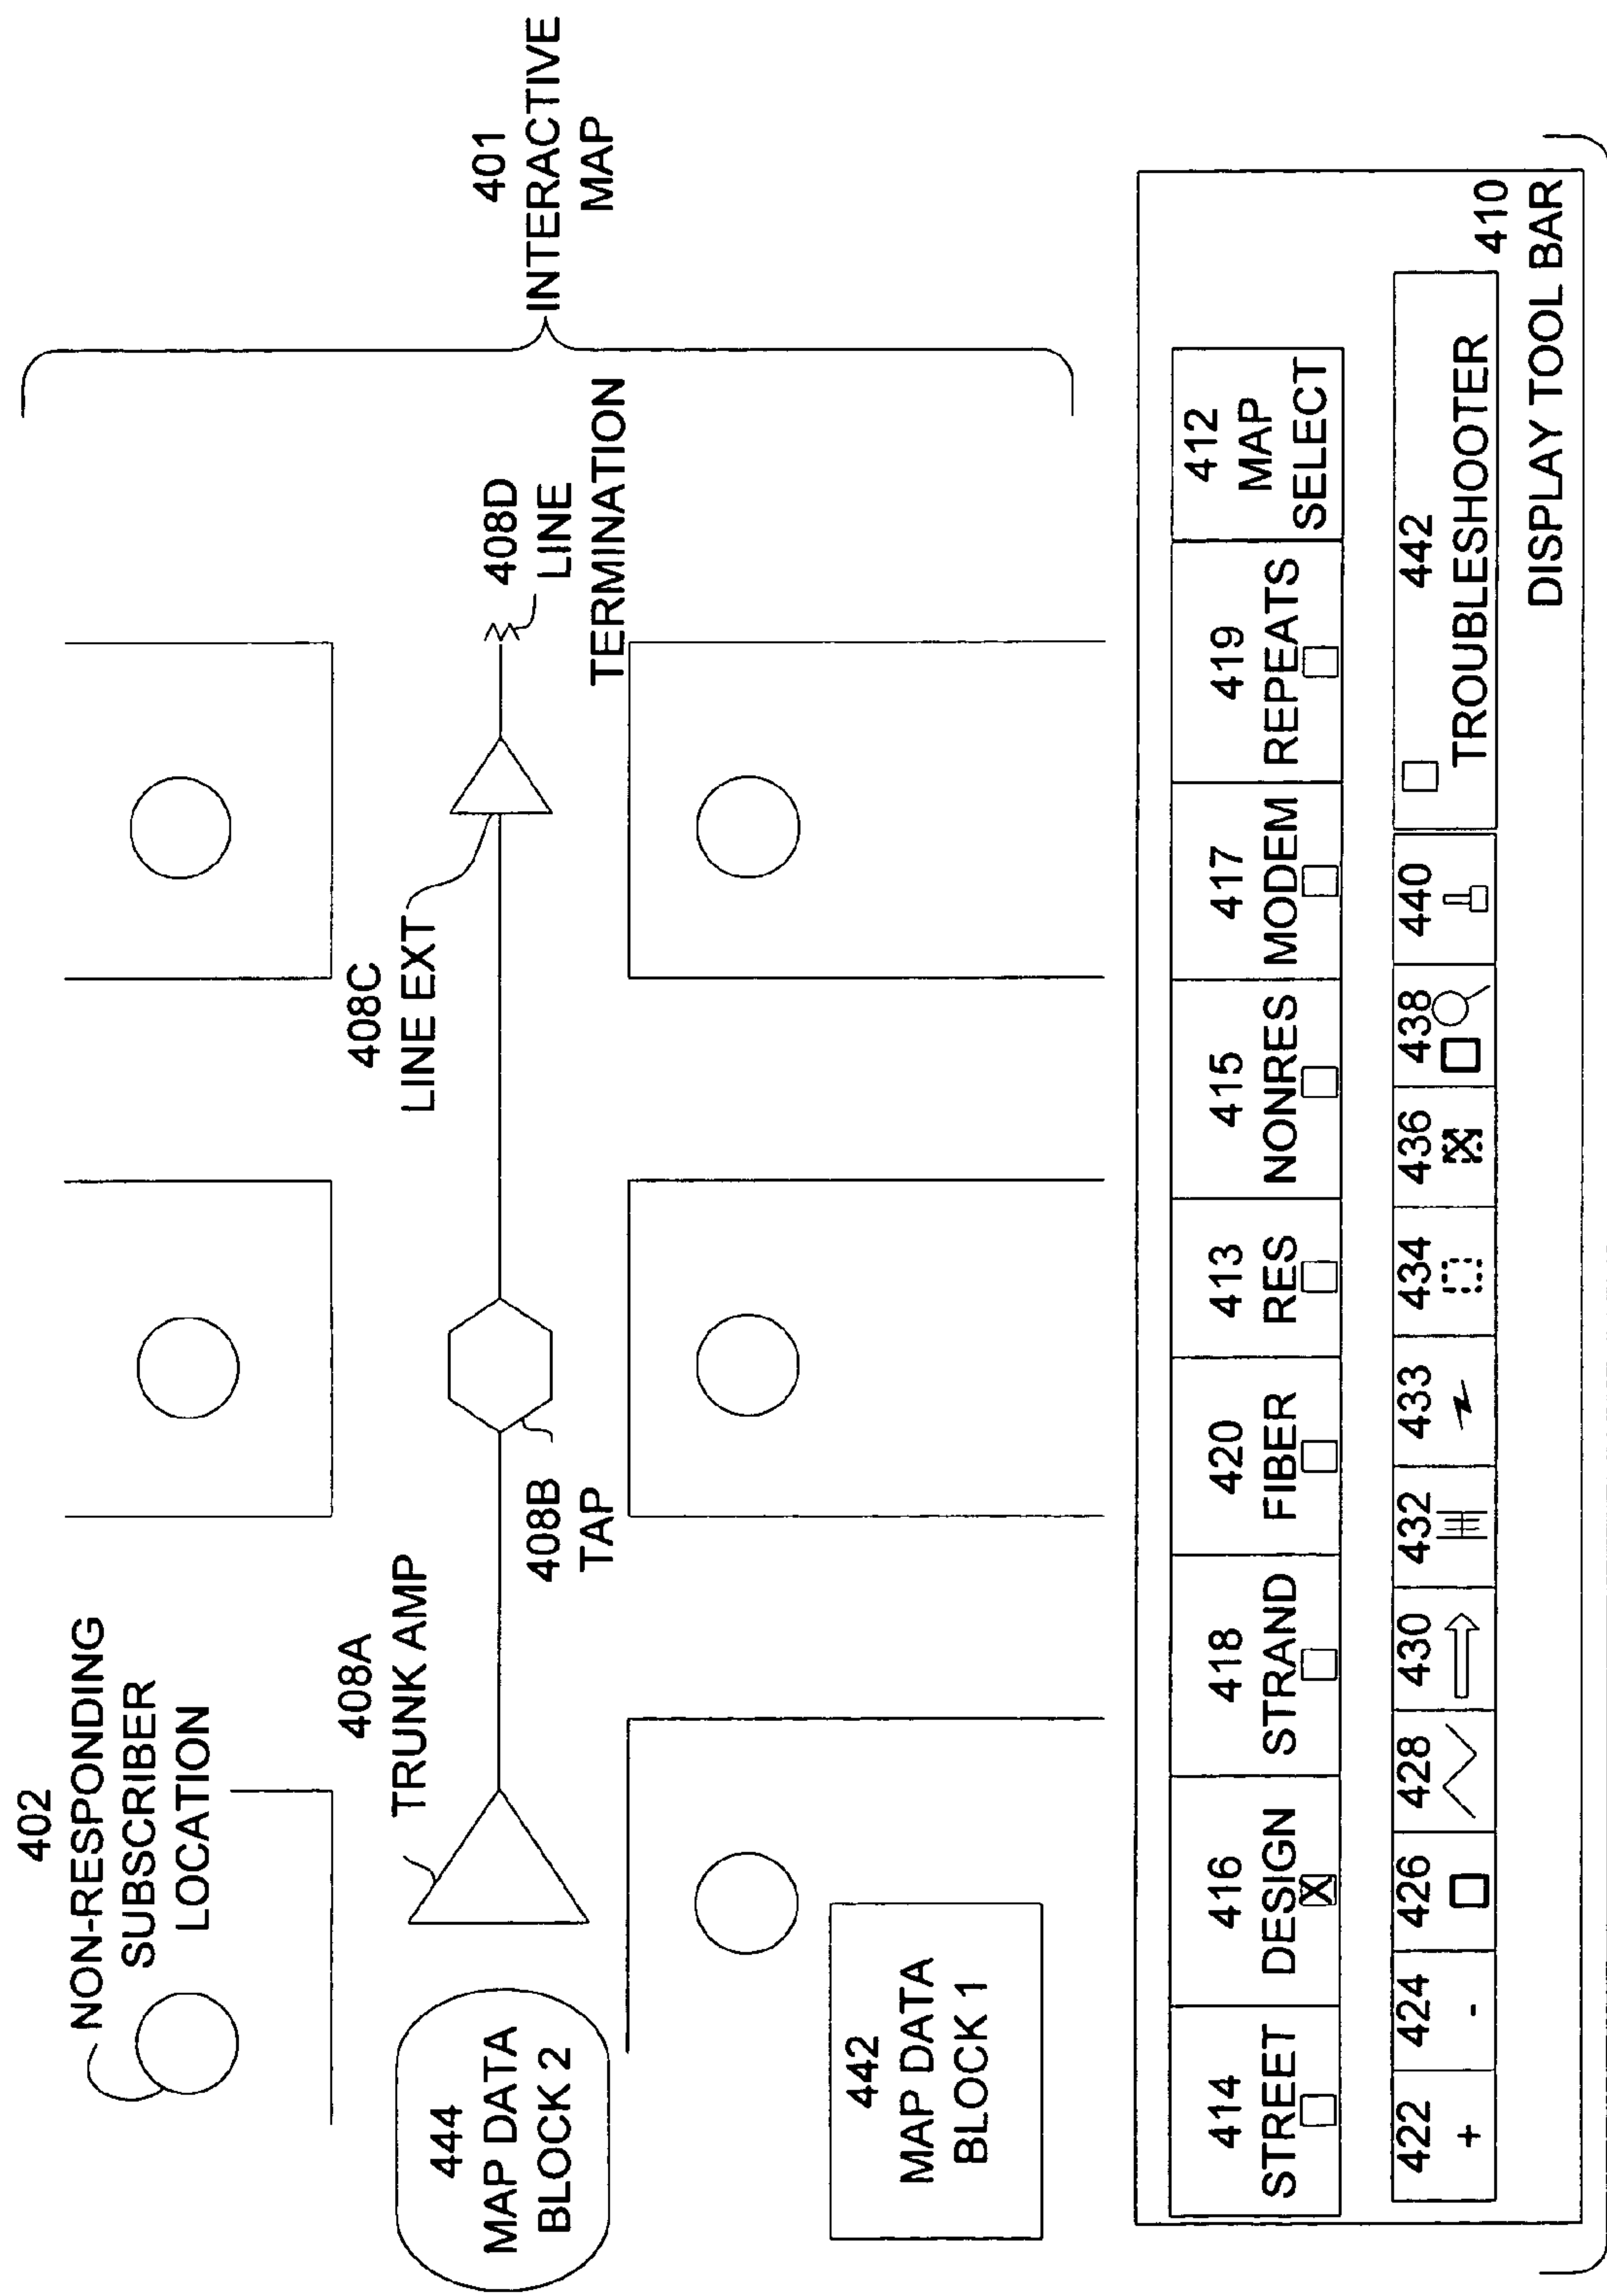 402
NON-RESPONDING
SUBSCRIBER
LOCATION
401
INTERACTIVE
MAP
408A
TRUNK AMP
408C
LINE EXT
408D
LINE
TERMINATION
408B
TAP
444
MAP DATA
BLOCK 2
442
MAP DATA
BLOCK 1
414
STREET
416
DESIGN
X
418
STRAND
420
FIBER
413
RES
415
NONRES
417
MODEM
419
REPEATS
412
MAP
SELECT
422
+
424
-
426
428
430
432
433
434
436
438
440
442
TROUBLESHOOTER
410
DISPLAY TOOL BAR